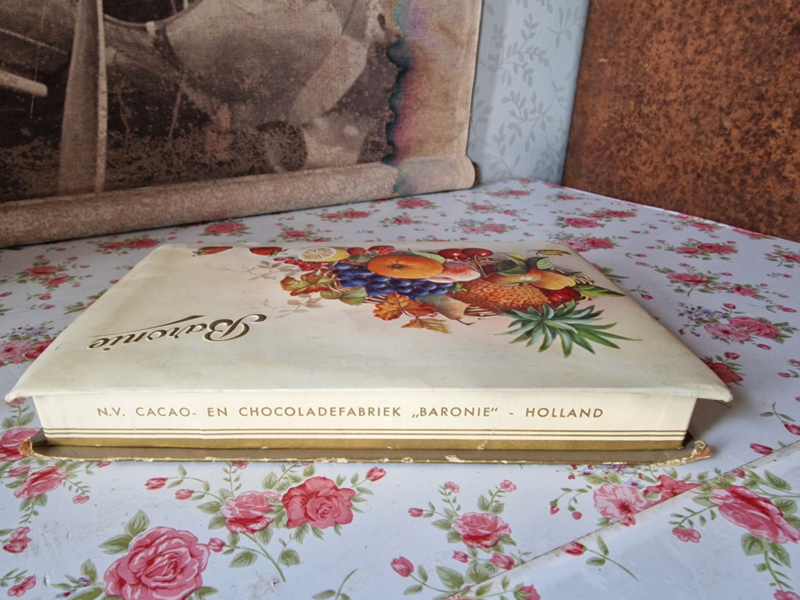 Baronie
N.V. CACAO- EN CHOCOLADEFABRIEK „BARONIE" - HOLLAND